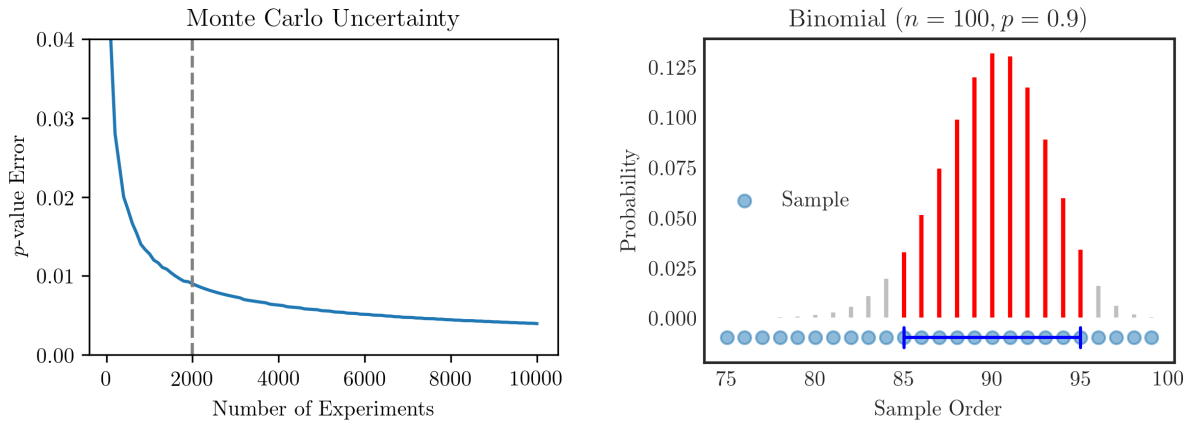 Monte Carlo Uncertainty
0.04
0.03
0.02
0.01
0.00
p-value Error
0 2000 4000 6000 8000 10000
Number of Experiments
Binomial (n = 100, p = 0.9)
0.125
0.100
0.075
0.050
0.025
0.000
Probability
Sample
75 80 85 90 95 100
Sample Order